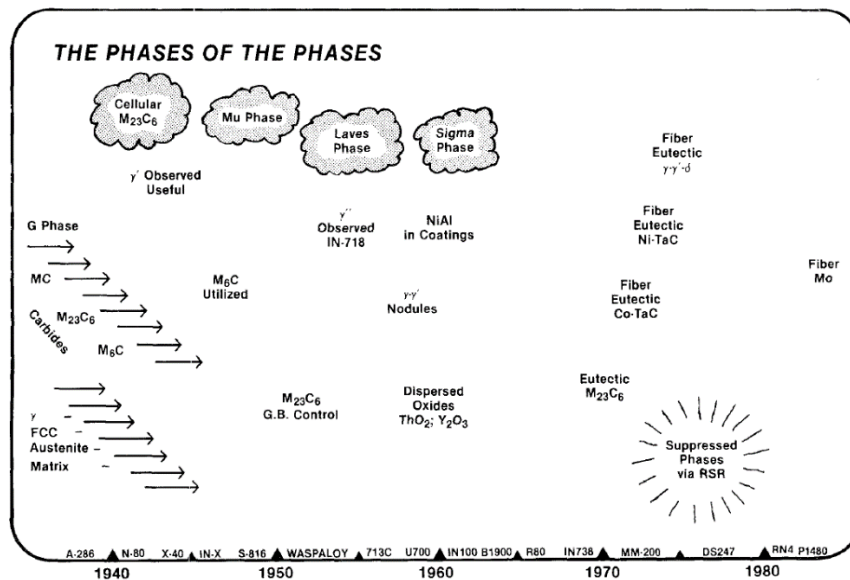 THE PHASES OF THE PHASES
Cellular
M₂₃C₆
Mu Phase
Laves
Phase
Sigma
Phase
Fiber
Eutectic
γ-γ′-δ
γ′ Observed
Useful
G Phase
γ″
Observed
IN-718
NiAl
in Coatings
Fiber
Eutectic
Ni-TaC
MC
M₆C
Utilized
Fiber
Mo
M₂₃C₆
Carbides
M₆C
γ-γ′
Nodules
Fiber
Eutectic
Co-TaC
M₂₃C₆
G.B. Control
Dispersed
Oxides
ThO₂; Y₂O₃
Eutectic
M₂₃C₆
γ
FCC
Austenite
Matrix
Suppressed
Phases
via RSR
A-286 N-80 X-40 IN-X S-816 WASPALOY 713C U700 IN100 B1900 R80 IN738 MM-200 DS247 RN4 P1480
1940 1950 1960 1970 1980